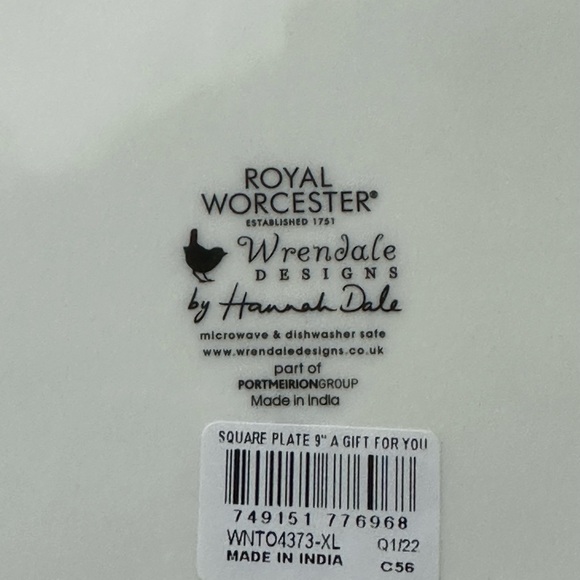 ROYAL
WORCESTER®
ESTABLISHED 1751
Wrendale
DESIGNS
by Hannah Dale
microwave & dishwasher safe
www.wrendaledesigns.co.uk
part of
PORTMEIRIONGROUP
Made in India
SQUARE PLATE 9" A GIFT FOR YOU
749151 776968
WNTO4373-XL Q1/22
MADE IN INDIA C56